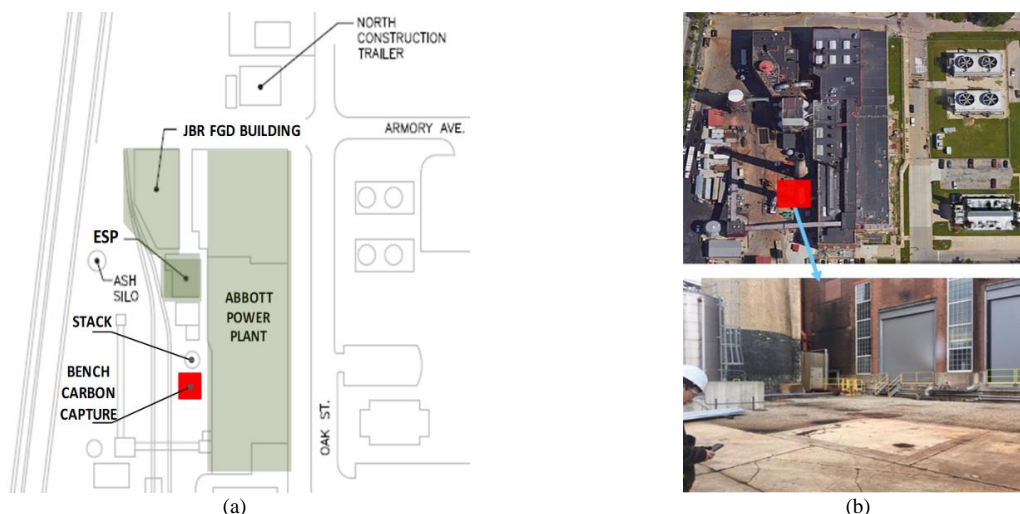 NORTH
CONSTRUCTION
TRAILER
JBR FGD BUILDING
ARMORY AVE.
ESP
ASH
SILO
ABBOTT
POWER
PLANT
STACK
BENCH
CARBON
CAPTURE
OAK ST.
(a)
(b)